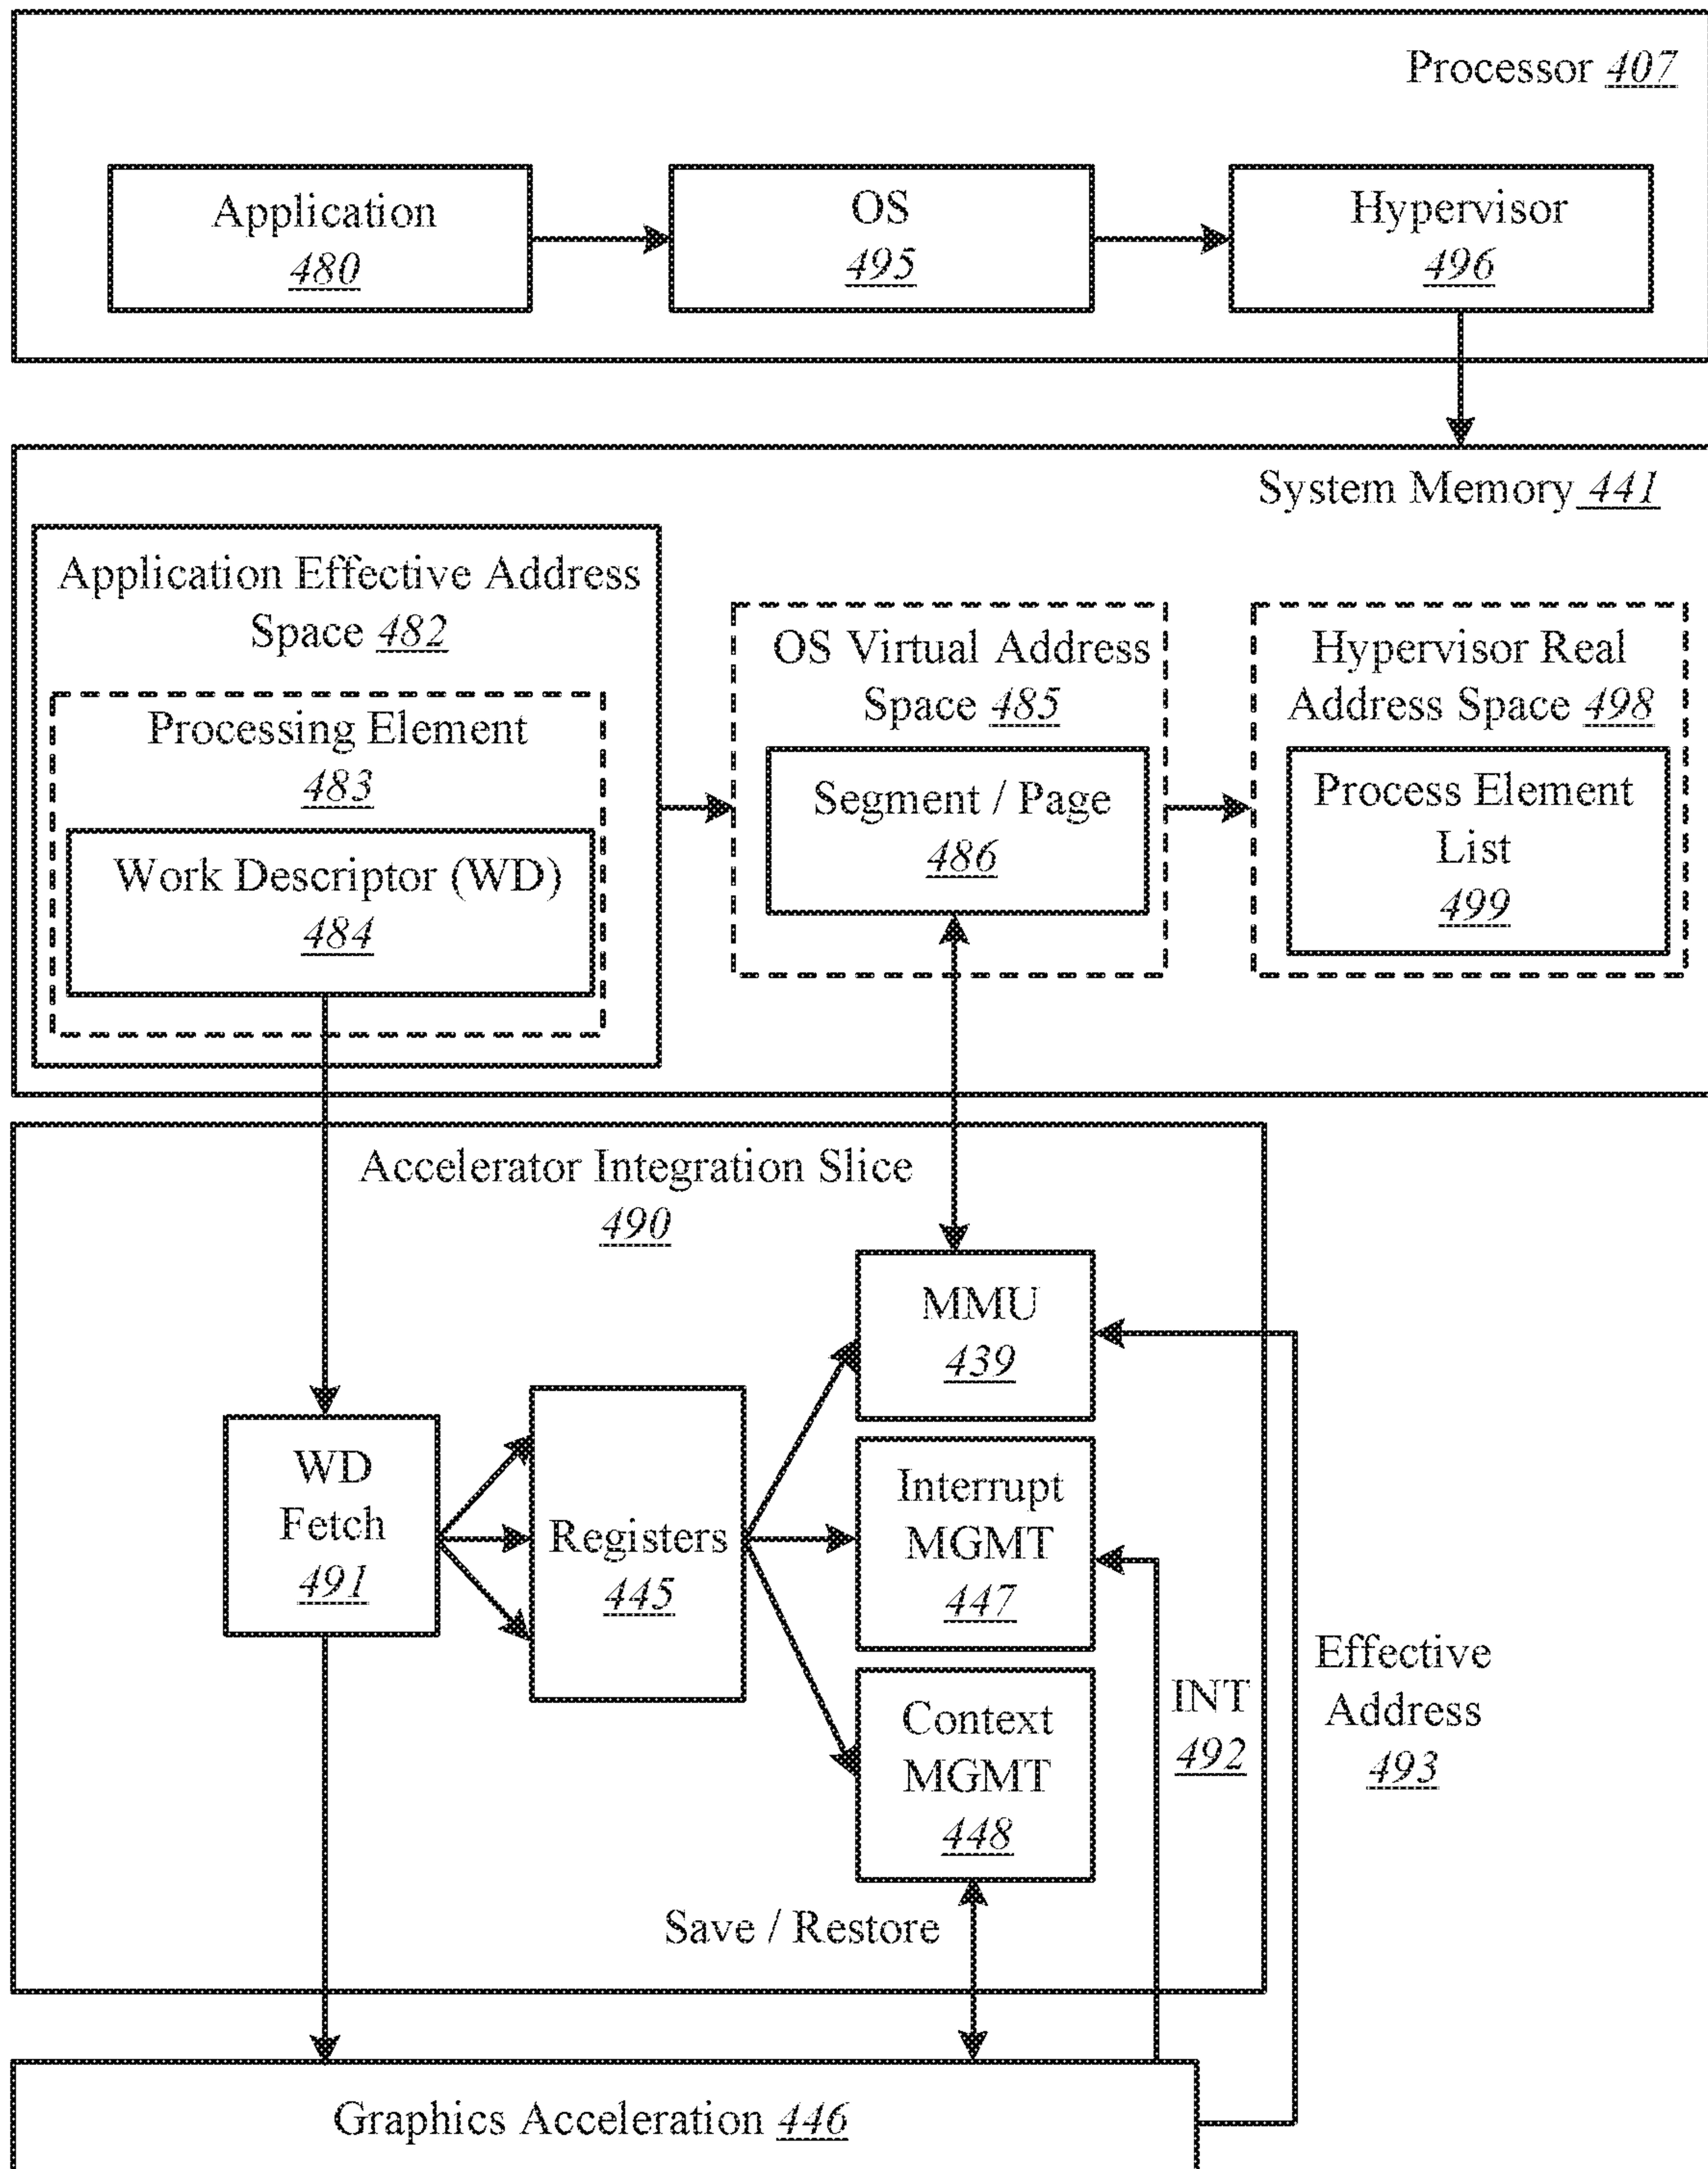 Processor 407
Application
480
OS
495
Hypervisor
496
System Memory 441
Application Effective Address
Space 482
Processing Element
483
Work Descriptor (WD)
484
OS Virtual Address
Space 485
Segment / Page
486
Hypervisor Real
Address Space 498
Process Element
List
499
Accelerator Integration Slice
490
MMU
439
WD
Fetch
491
Registers
445
Interrupt
MGMT
447
Context
MGMT
448
INT
492
Effective
Address
493
Save / Restore
Graphics Acceleration 446